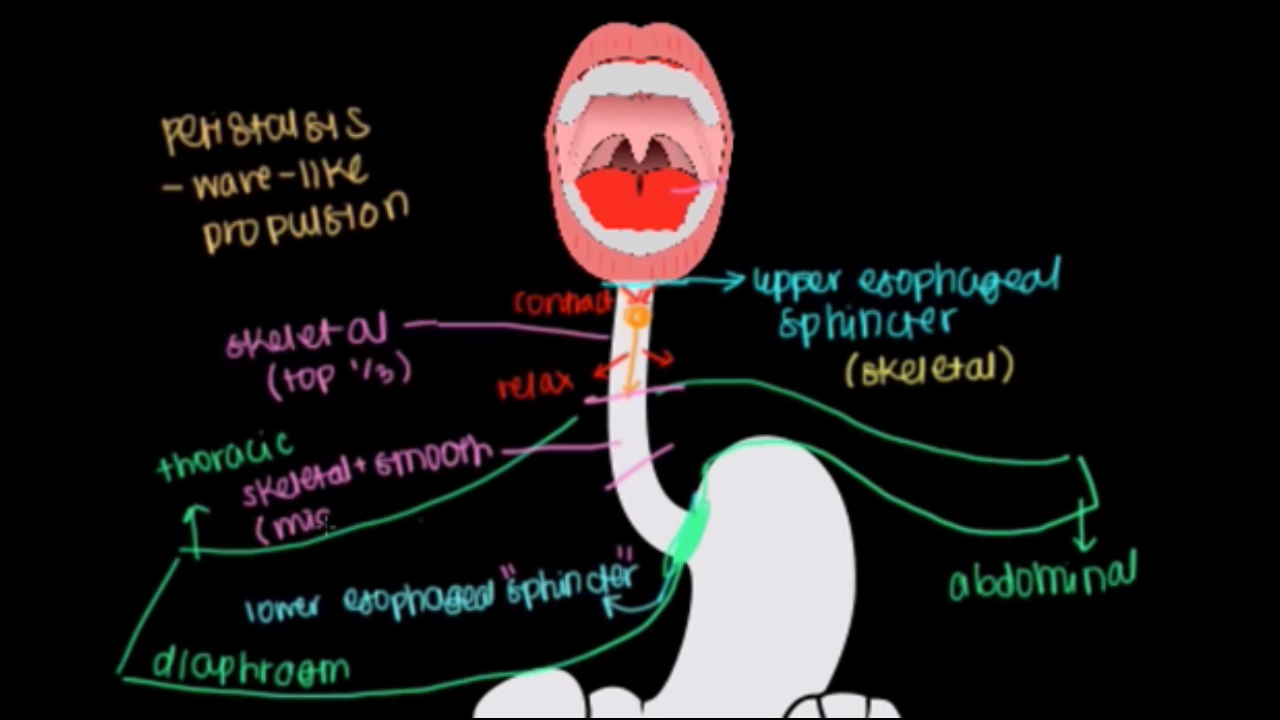 peristalsis
- wave-like
propulsion
contract
upper esophageal
sphincter
(skeletal)
skeletal
(top 1/3)
relax
thoracic
skeletal + smooth
(mis
lower esophageal "sphincter"
abdominal
diaphragm